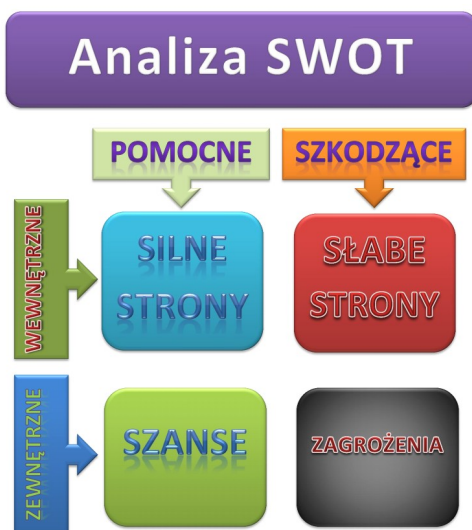 Analiza SWOT
POMOCNE
SZKODZĄCE
WEWNĘTRZNE
SILNE
STRONY
SŁABE
STRONY
ZEWNĘTRZNE
SZANSE
ZAGROŻENIA